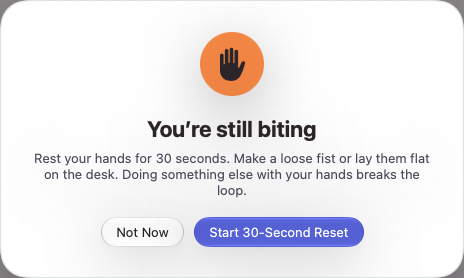 You’re still biting
Rest your hands for 30 seconds. Make a loose fist or lay them flat
on the desk. Doing something else with your hands breaks the
loop.
Not Now
Start 30-Second Reset